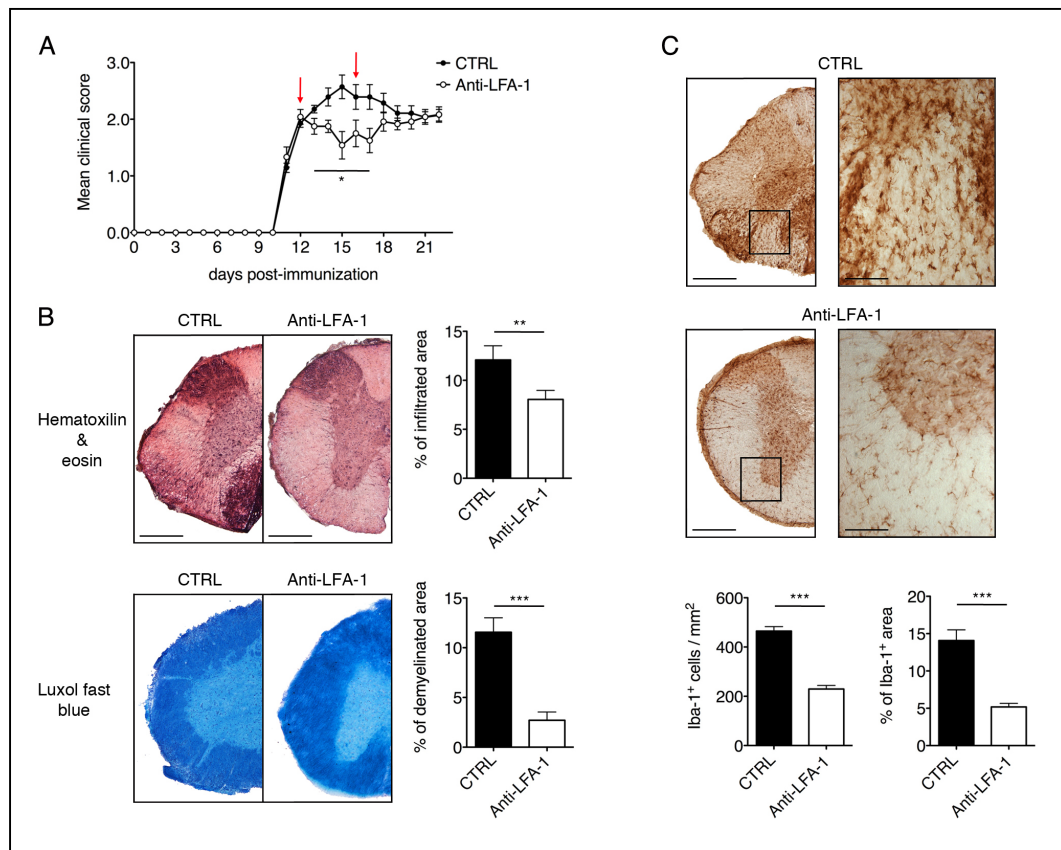 A
Mean clinical score
3.0
2.0
1.0
0.0
0 3 6 9 12 15 18 21
days post-immunization
CTRL
Anti-LFA-1
*
B
CTRL Anti-LFA-1
Hematoxilin
&
eosin
% of infiltrated area
15
10
5
0
**
CTRL
Anti-LFA-1
CTRL Anti-LFA-1
Luxol fast
blue
% of demyelinated area
15
10
5
0
***
CTRL
Anti-LFA-1
C
CTRL
Anti-LFA-1
Iba-1⁺ cells / mm²
600
400
200
0
***
CTRL
Anti-LFA-1
% of Iba-1⁺ area
20
15
10
5
0
***
CTRL
Anti-LFA-1